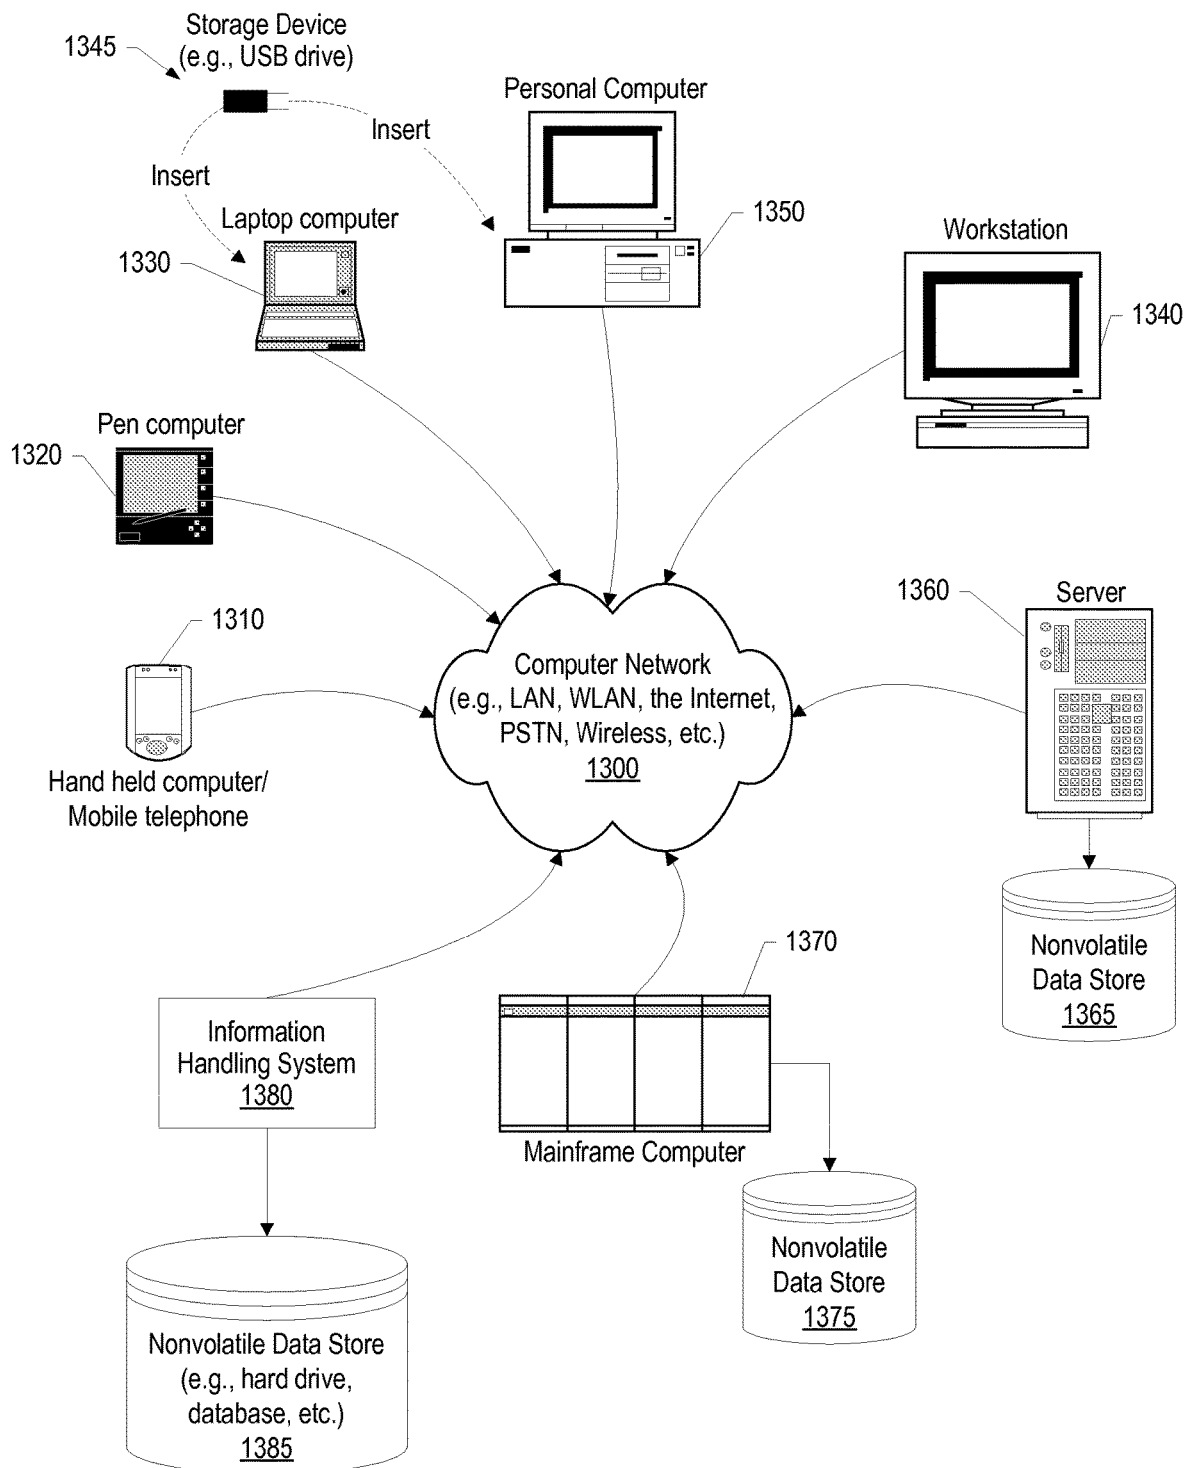 Storage Device
(e.g., USB drive)
1345
Insert
Insert
Personal Computer
1350
Laptop computer
1330
Workstation
1340
Pen computer
1320
1310
Hand held computer/
Mobile telephone
Computer Network
(e.g., LAN, WLAN, the Internet,
PSTN, Wireless, etc.)
1300
1360
Server
Nonvolatile
Data Store
1365
1370
Mainframe Computer
Nonvolatile
Data Store
1375
Information
Handling System
1380
Nonvolatile Data Store
(e.g., hard drive,
database, etc.)
1385